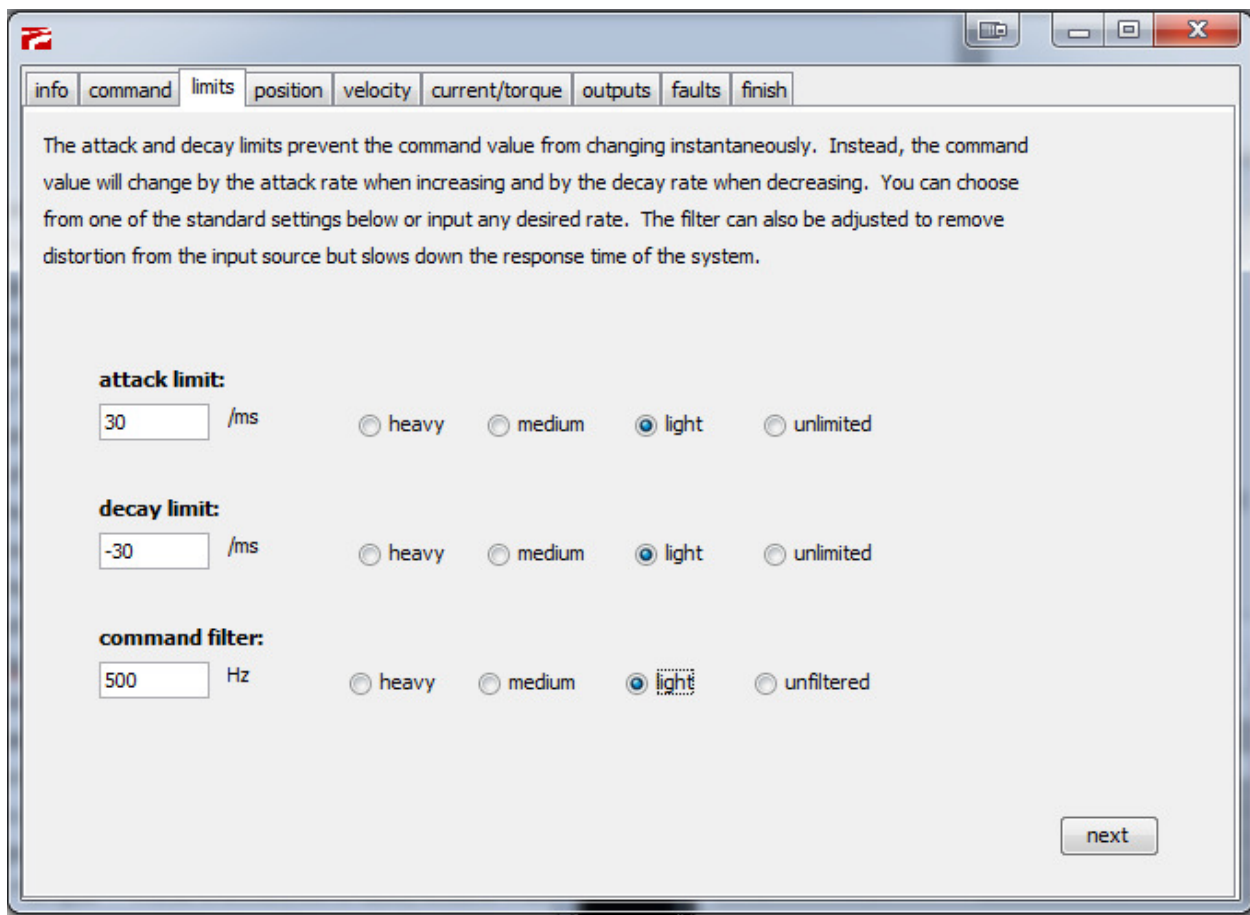 info command limits position velocity current/torque outputs faults finish
The attack and decay limits prevent the command value from changing instantaneously.  Instead, the command
value will change by the attack rate when increasing and by the decay rate when decreasing.  You can choose
from one of the standard settings below or input any desired rate.  The filter can also be adjusted to remove
distortion from the input source but slows down the response time of the system.
attack limit:
30 /ms heavy medium light unlimited
decay limit:
-30 /ms heavy medium light unlimited
command filter:
500 Hz heavy medium light unfiltered
next